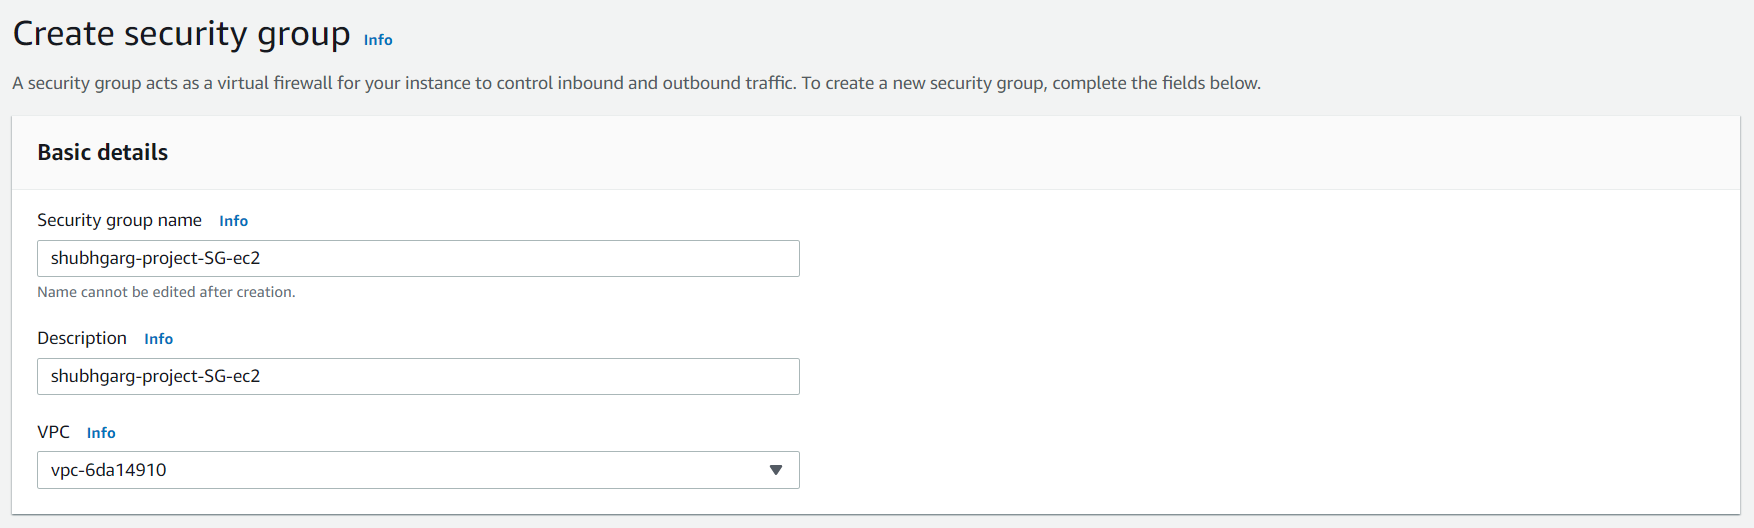 Create security group Info
A security group acts as a virtual firewall for your instance to control inbound and outbound traffic. To create a new security group, complete the fields below.
Basic details
Security group name Info
shubhgarg-project-SG-ec2
Name cannot be edited after creation.
Description Info
shubhgarg-project-SG-ec2
VPC Info
vpc-6da14910